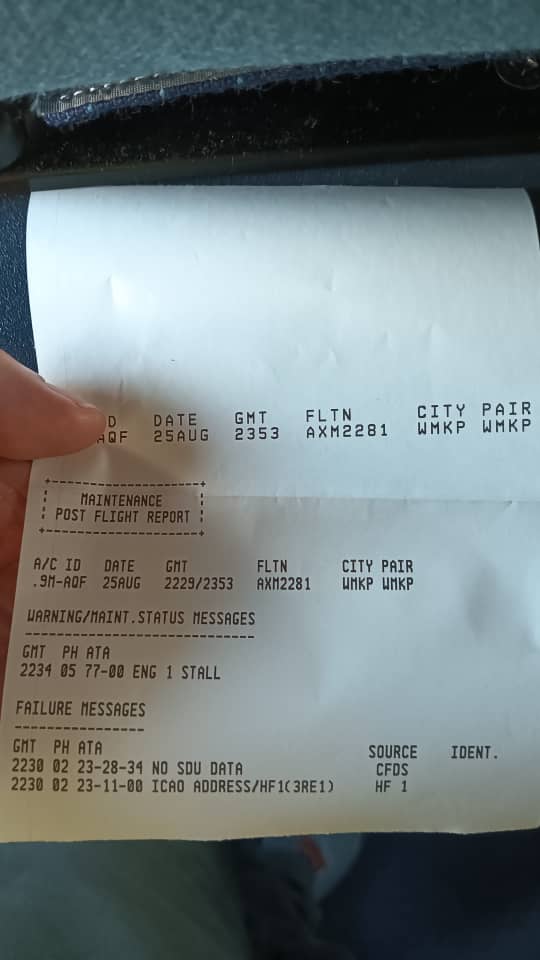 D DATE GMT FLTN CITY PAIR
AQF 25AUG 2353 AXM2281 WMKP WMKP
MAINTENANCE
POST FLIGHT REPORT
A/C ID DATE GMT FLTN CITY PAIR
.9M-AQF 25AUG 2229/2353 AXM2281 WMKP WMKP
WARNING/MAINT.STATUS MESSAGES
GMT PH ATA
2234 05 77-00 ENG 1 STALL
FAILURE MESSAGES
GMT PH ATA SOURCE IDENT.
2230 02 23-28-34 NO SDU DATA CFDS
2230 02 23-11-00 ICAO ADDRESS/HF1(3RE1) HF 1